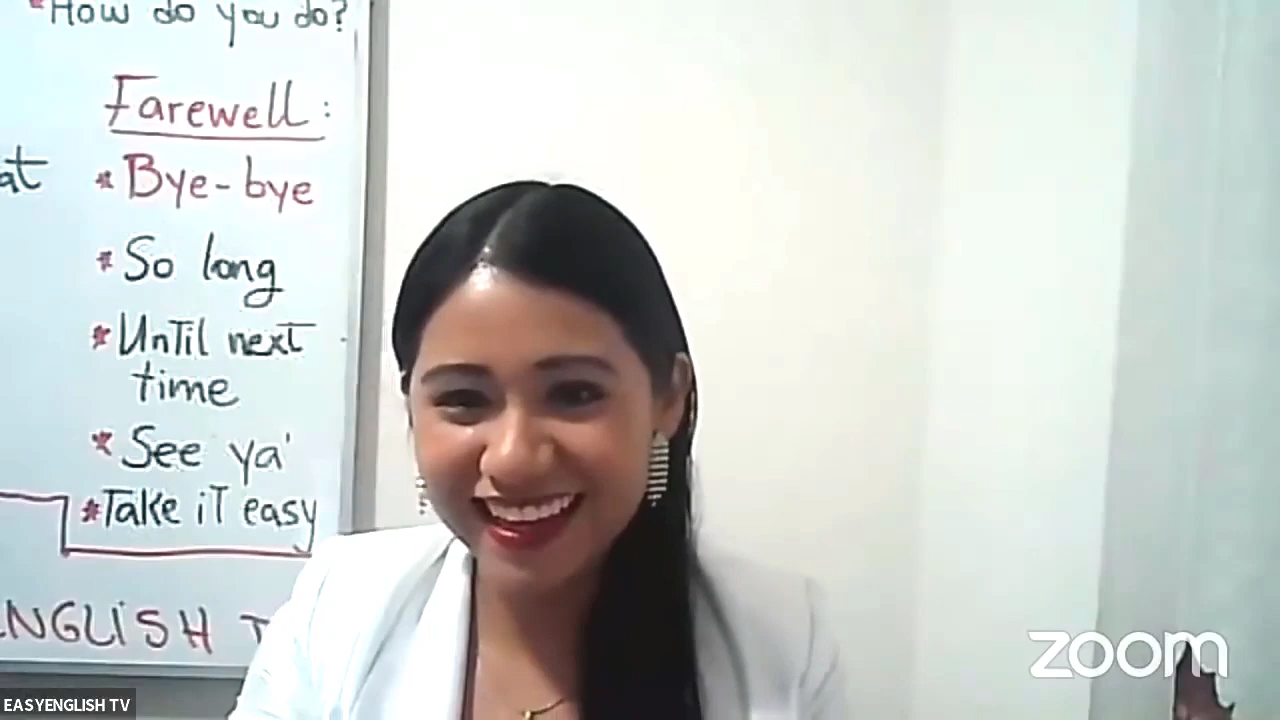 *How do you do?
Farewell:
at
* Bye-bye
* So long
* Until next
time
* See ya'
* Take it easy
ENGLISH T
zoom
EASYENGLISH TV